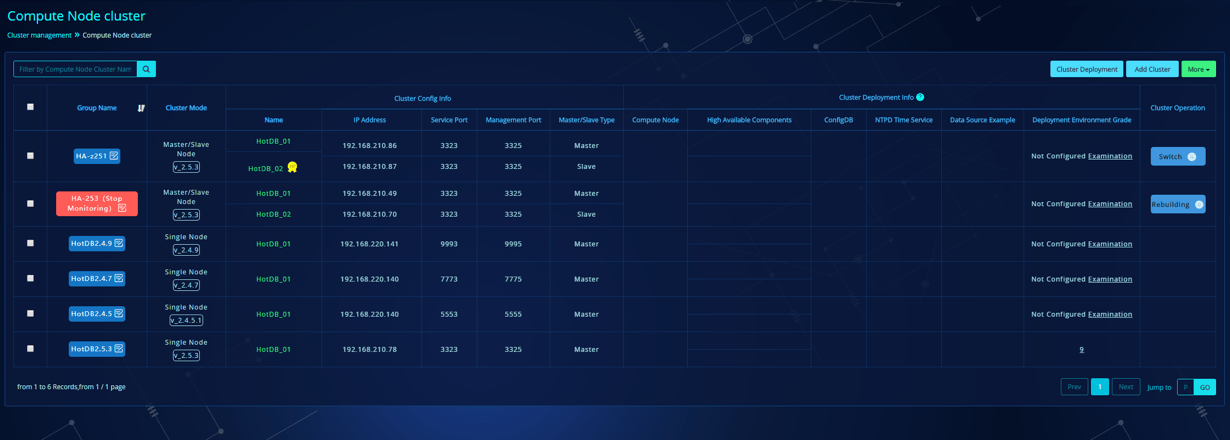 Compute Node cluster
Cluster management » Compute Node cluster
Filter by Compute Node Cluster Nam
Cluster Deployment Add Cluster More
Group Name Cluster Mode Cluster Config Info Cluster Deployment Info ? Cluster Operation
Name IP Address Service Port Management Port Master/Slave Type Compute Node High Available Components ConfigDB NTPD Time Service Data Source Example Deployment Environment Grade
HA-z251 Master/Slave Node v_2.5.3
HotDB_01 192.168.210.86 3323 3325 Master
HotDB_02 192.168.210.87 3323 3325 Slave
Not Configured Examination Switch
HA-253 (Stop Monitoring) Master/Slave Node v_2.5.3
HotDB_01 192.168.210.49 3323 3325 Master
HotDB_02 192.168.210.70 3323 3325 Slave
Not Configured Examination Rebuilding
HotDB2.4.9 Single Node v_2.4.9 HotDB_01 192.168.220.141 9993 9995 Master Not Configured Examination
HotDB2.4.7 Single Node v_2.4.7 HotDB_01 192.168.220.140 7773 7775 Master Not Configured Examination
HotDB2.4.5 Single Node v_2.4.5.1 HotDB_01 192.168.220.140 5553 5555 Master Not Configured Examination
HotDB2.5.3 Single Node v_2.5.3 HotDB_01 192.168.210.78 3323 3325 Master 9
from 1 to 6 Records,from 1 / 1 page
Prev 1 Next Jump to P GO